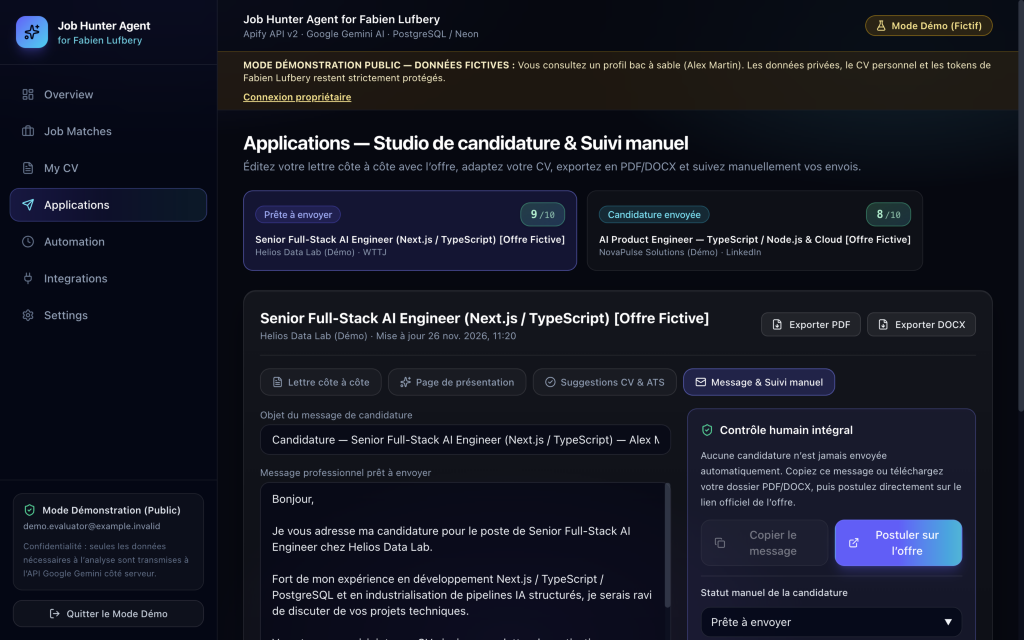 Job Hunter Agent
for Fabien Lufbery
Overview
Job Matches
My CV
Applications
Automation
Integrations
Settings
Mode Démonstration (Public)
demo.evaluator@example.invalid
Confidentialité : seules les données
nécessaires à l'analyse sont transmises à
l'API Google Gemini côté serveur.
Quitter le Mode Démo
Job Hunter Agent for Fabien Lufbery
Apify API v2 · Google Gemini AI · PostgreSQL / Neon
Mode Démo (Fictif)
MODE DÉMONSTRATION PUBLIC — DONNÉES FICTIVES : Vous consultez un profil bac à sable (Alex Martin). Les données privées, le CV personnel et les tokens de
Fabien Lufbery restent strictement protégés.
Connexion propriétaire
Applications — Studio de candidature & Suivi manuel
Éditez votre lettre côte à côte avec l'offre, adaptez votre CV, exportez en PDF/DOCX et suivez manuellement vos envois.
Prête à envoyer
9/10
Senior Full-Stack AI Engineer (Next.js / TypeScript) [Offre Fictive]
Helios Data Lab (Démo) · WTTJ
Candidature envoyée
8/10
AI Product Engineer — TypeScript / Node.js & Cloud [Offre Fictive]
NovaPulse Solutions (Démo) · LinkedIn
Senior Full-Stack AI Engineer (Next.js / TypeScript) [Offre Fictive]
Helios Data Lab (Démo) · Mise à jour 26 nov. 2026, 11:20
Exporter PDF
Exporter DOCX
Lettre côte à côte
Page de présentation
Suggestions CV & ATS
Message & Suivi manuel
Objet du message de candidature
Candidature — Senior Full-Stack AI Engineer (Next.js / TypeScript) — Alex
Message professionnel prêt à envoyer
Bonjour,
Je vous adresse ma candidature pour le poste de Senior Full-Stack AI
Engineer chez Helios Data Lab.
Fort de mon expérience en développement Next.js / TypeScript /
PostgreSQL et en industrialisation de pipelines IA structurés, je serais ravi
de discuter de vos projets techniques.
Contrôle humain intégral
Aucune candidature n'est jamais envoyée
automatiquement. Copiez ce message ou téléchargez
votre dossier PDF/DOCX, puis postulez directement sur le
lien officiel de l'offre.
Copier le
message
Postuler sur
l'offre
Statut manuel de la candidature
Prête à envoyer